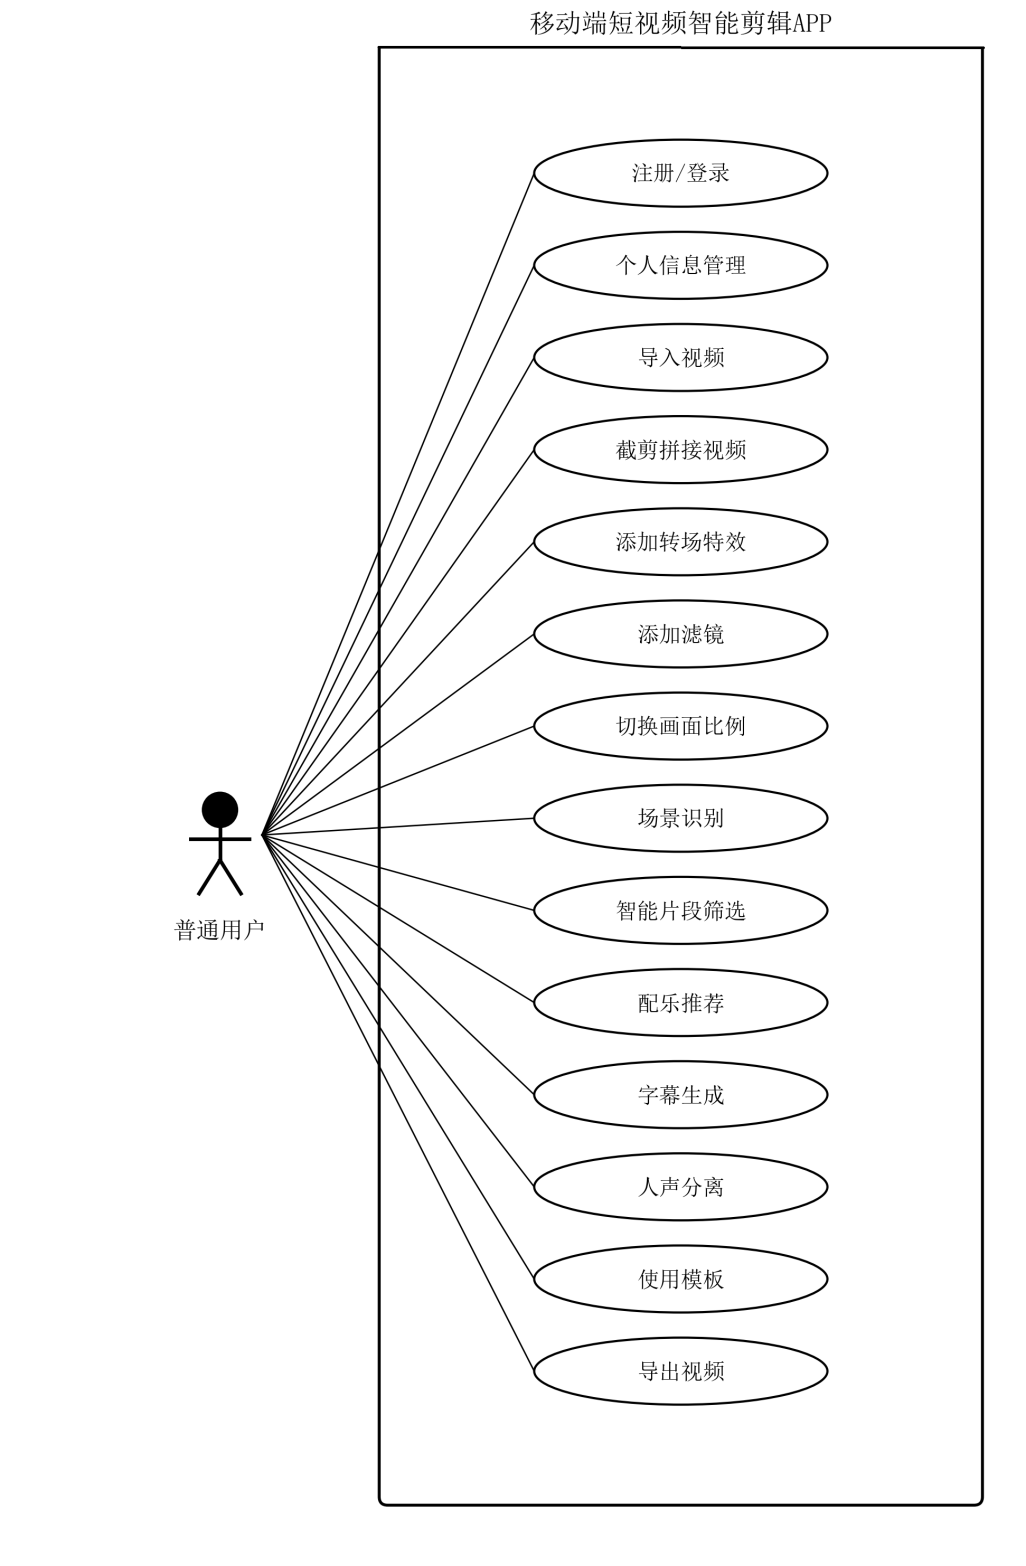 移动端短视频智能剪辑APP
注册/登录
个人信息管理
导入视频
截剪拼接视频
添加转场特效
添加滤镜
切换画面比例
场景识别
智能片段筛选
普通用户
配乐推荐
字幕生成
人声分离
使用模板
导出视频